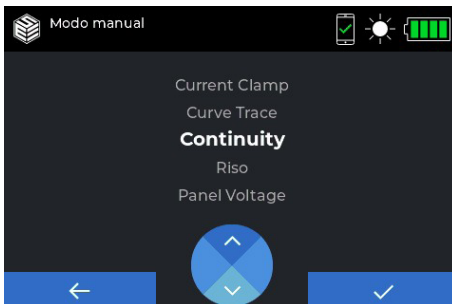 Modo manual
Current Clamp
Curve Trace
Continuity
Riso
Panel Voltage